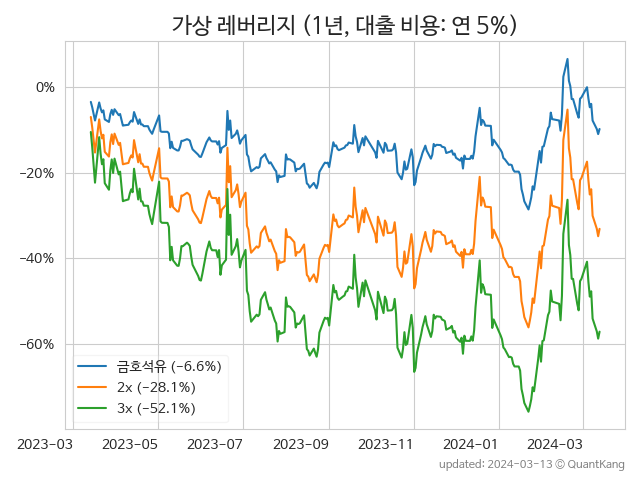 가상 레버리지 (1년, 대출 비용: 연 5%)
0%
−20%
−40%
−60%
금호석유 (−6.6%)
2x (−28.1%)
3x (−52.1%)
2023-03 2023-05 2023-07 2023-09 2023-11 2024-01 2024-03
updated: 2024-03-13 © QuantKang